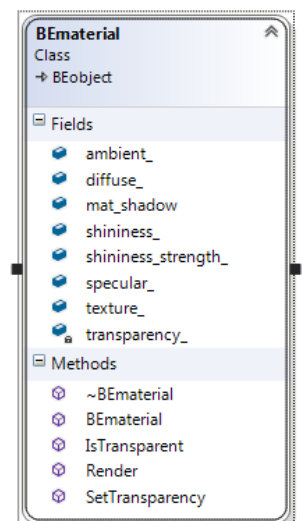 BEmaterial
Class
BEobject
Fields
ambient_
diffuse_
mat_shadow
shininess_
shininess_strength_
specular_
texture_
transparency_
Methods
~BEmaterial
BEmaterial
IsTransparent
Render
SetTransparency